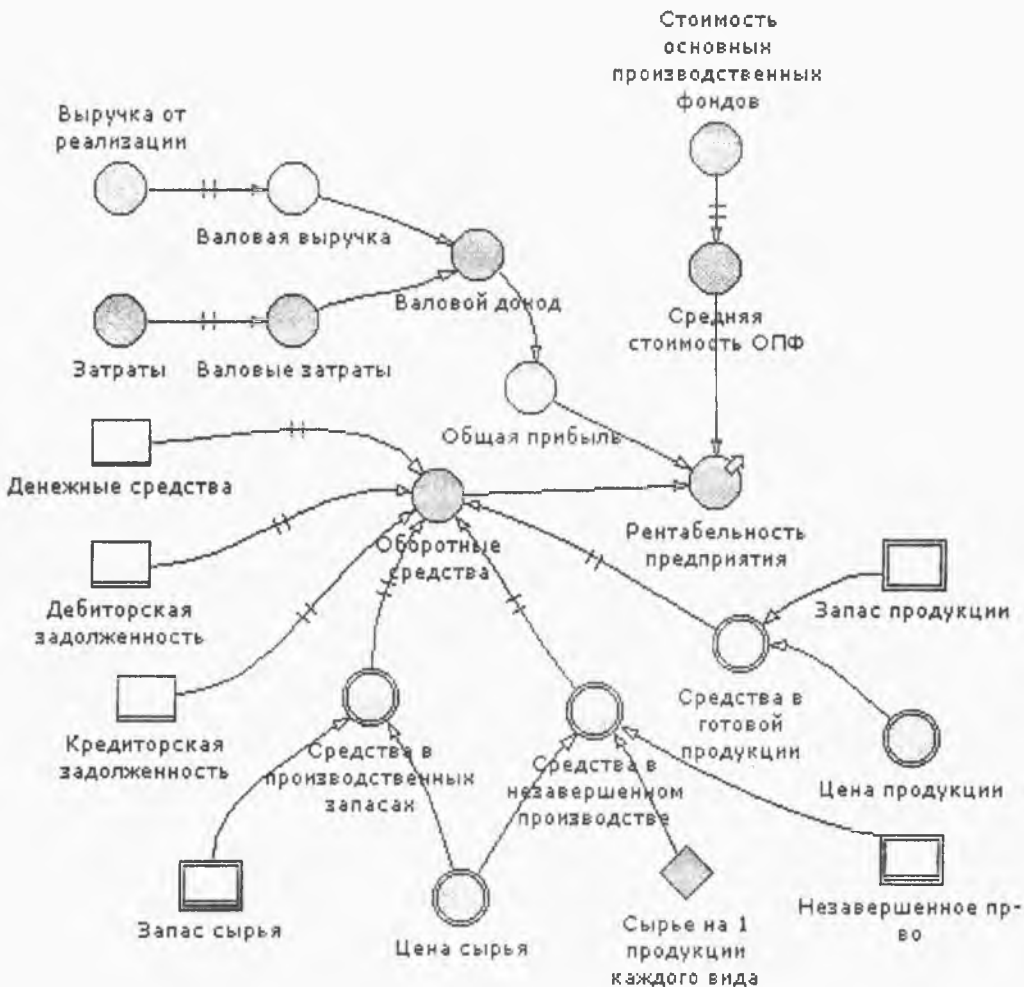 Стоимость
основных
производственных
фондов
Выручка от
реализации
Валовая выручка
Валовой доход
Средняя
стоимость ОПФ
Затраты
Валовые затраты
Общая прибыль
Денежные средства
Оборотные
средства
Рентабельность
предприятия
Дебиторская
задолженность
Запас продукции
Кредиторская
задолженность
Средства в
производственных
запасах
Средства в
незавершенном
производстве
Средства в
готовой
продукции
Цена продукции
Запас сырья
Цена сырья
Сырье на 1
продукции
каждого вида
Незавершенное пр-
во